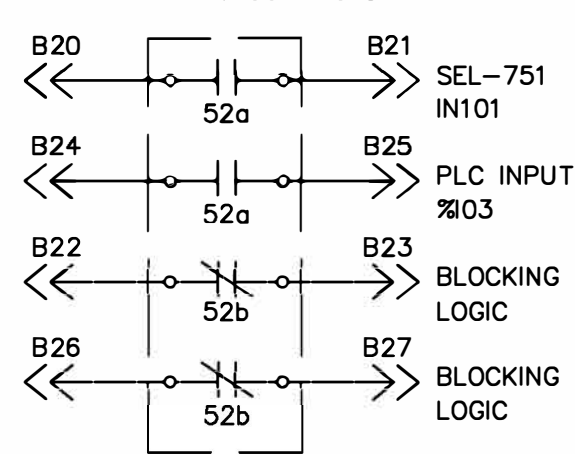 B20 B21
SEL-751
IN101
52a
B24 B25
PLC INPUT
%I03
52a
B22 B23
BLOCKING
LOGIC
52b
B26 B27
BLOCKING
LOGIC
52b